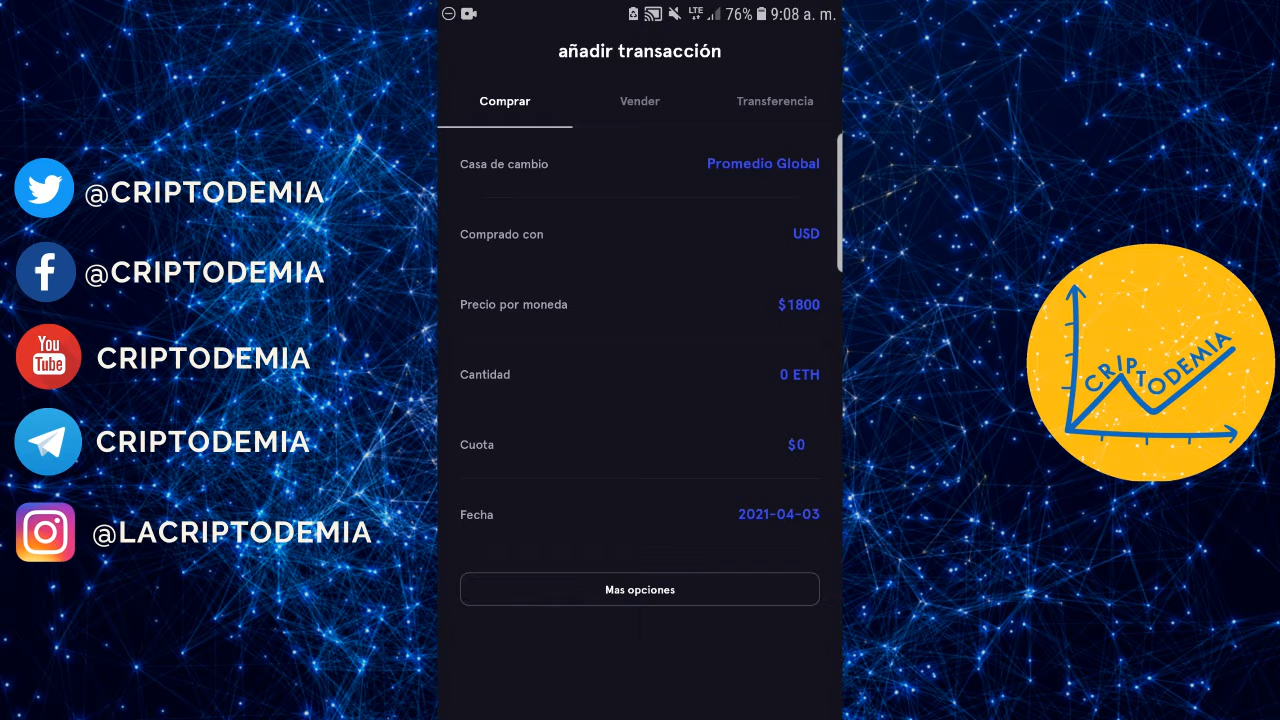 76% 9:08 a. m.
LTE
añadir transacción
Comprar Vender Transferencia
Casa de cambio Promedio Global
Comprado con USD
Precio por moneda $1800
Cantidad 0 ETH
Cuota $0
Fecha 2021-04-03
Mas opciones
@CRIPTODEMIA
@CRIPTODEMIA
You
Tube
CRIPTODEMIA
CRIPTODEMIA
@LACRIPTODEMIA
CRIPTODEMIA